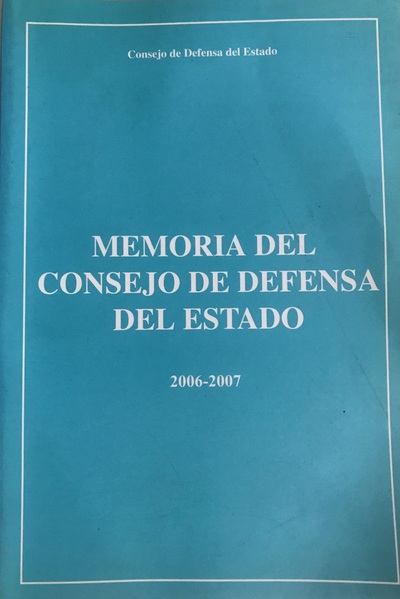 Consejo de Defensa del Estado
MEMORIA DEL
CONSEJO DE DEFENSA
DEL ESTADO
2006-2007